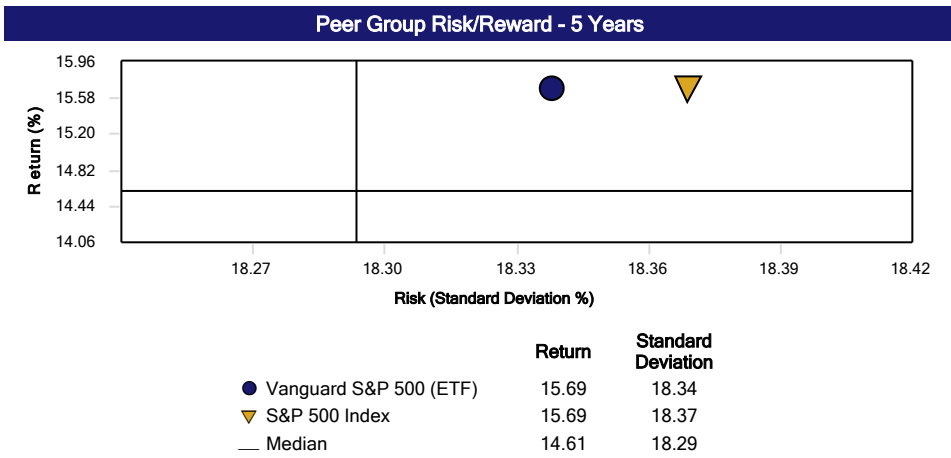 Peer Group Risk/Reward - 5 Years
Return (%)
15.96
15.58
15.20
14.82
14.44
14.06
18.27 18.30 18.33 18.36 18.39 18.42
Risk (Standard Deviation %)
Return Standard Deviation
Vanguard S&P 500 (ETF) 15.69 18.34
S&P 500 Index 15.69 18.37
Median 14.61 18.29